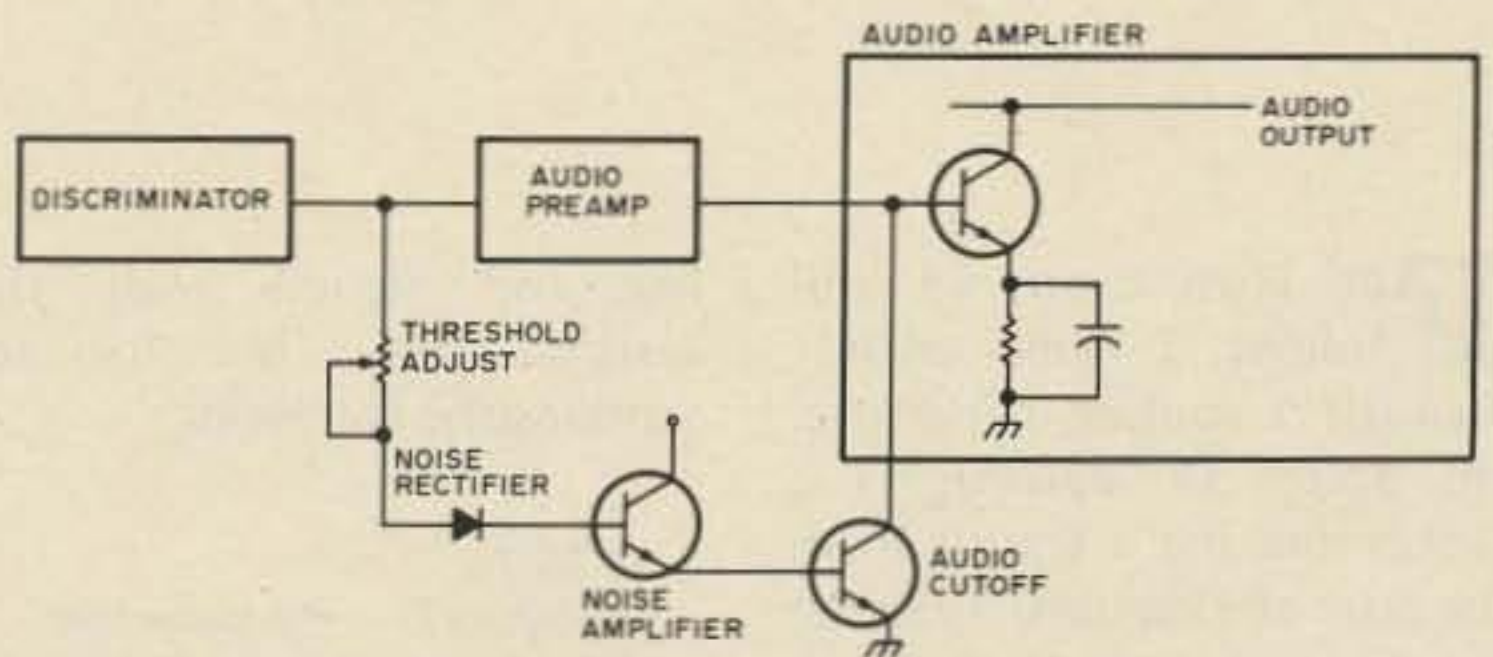 AUDIO AMPLIFIER
AUDIO
OUTPUT
DISCRIMINATOR
AUDIO
PREAMP
THRESHOLD
ADJUST
NOISE
RECTIFIER
NOISE
AMPLIFIER
AUDIO
CUTOFF